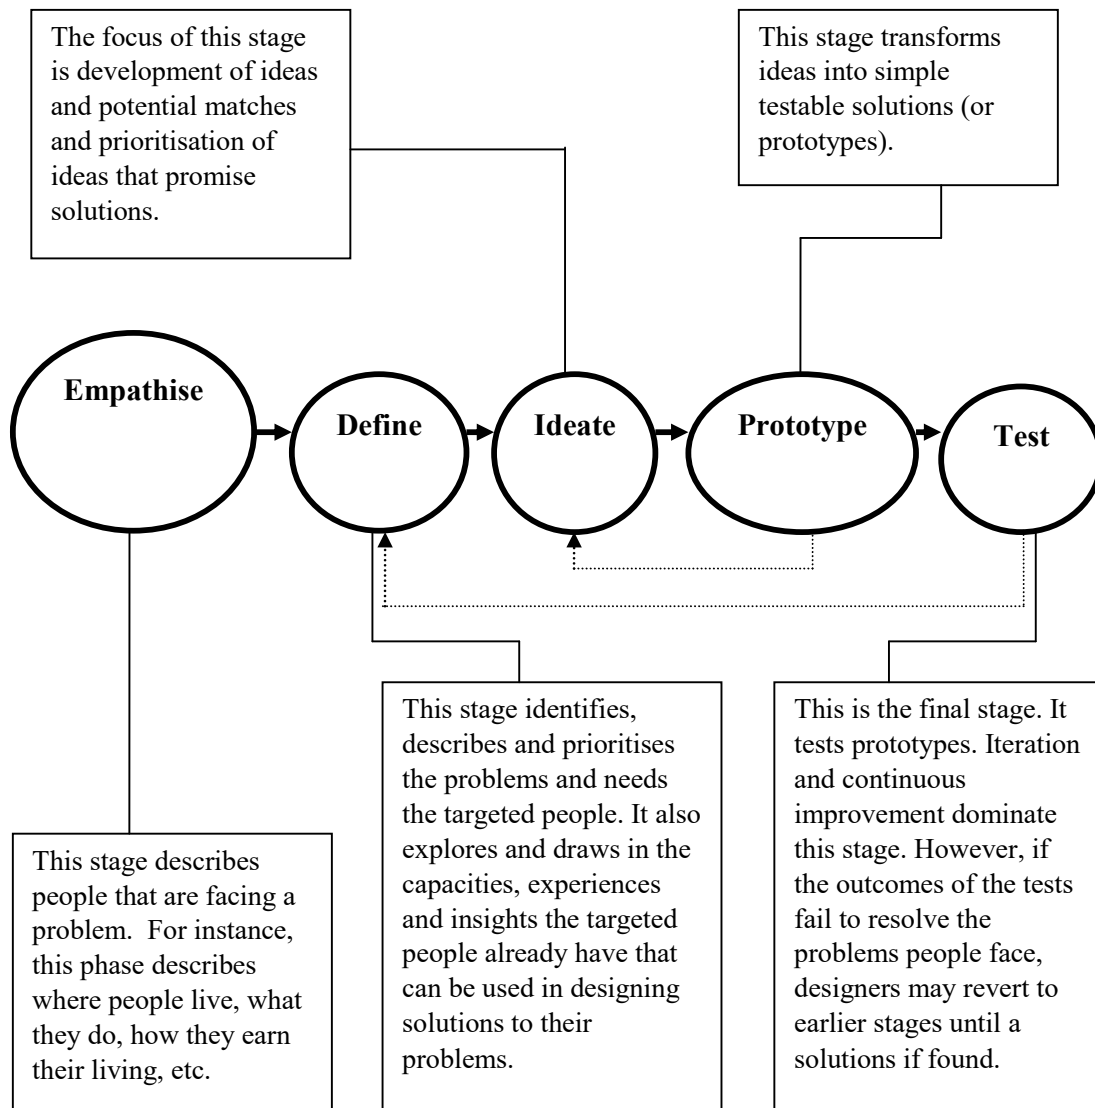 The focus of this stage
is development of ideas
and potential matches
and prioritisation of
ideas that promise
solutions.
This stage transforms
ideas into simple
testable solutions (or
prototypes).
Empathise
Define
Ideate
Prototype
Test
This stage describes
people that are facing a
problem.  For instance,
this phase describes
where people live, what
they do, how they earn
their living, etc.
This stage identifies,
describes and prioritises
the problems and needs
the targeted people. It also
explores and draws in the
capacities, experiences
and insights the targeted
people already have that
can be used in designing
solutions to their
problems.
This is the final stage. It
tests prototypes. Iteration
and continuous
improvement dominate
this stage. However, if
the outcomes of the tests
fail to resolve the
problems people face,
designers may revert to
earlier stages until a
solutions if found.